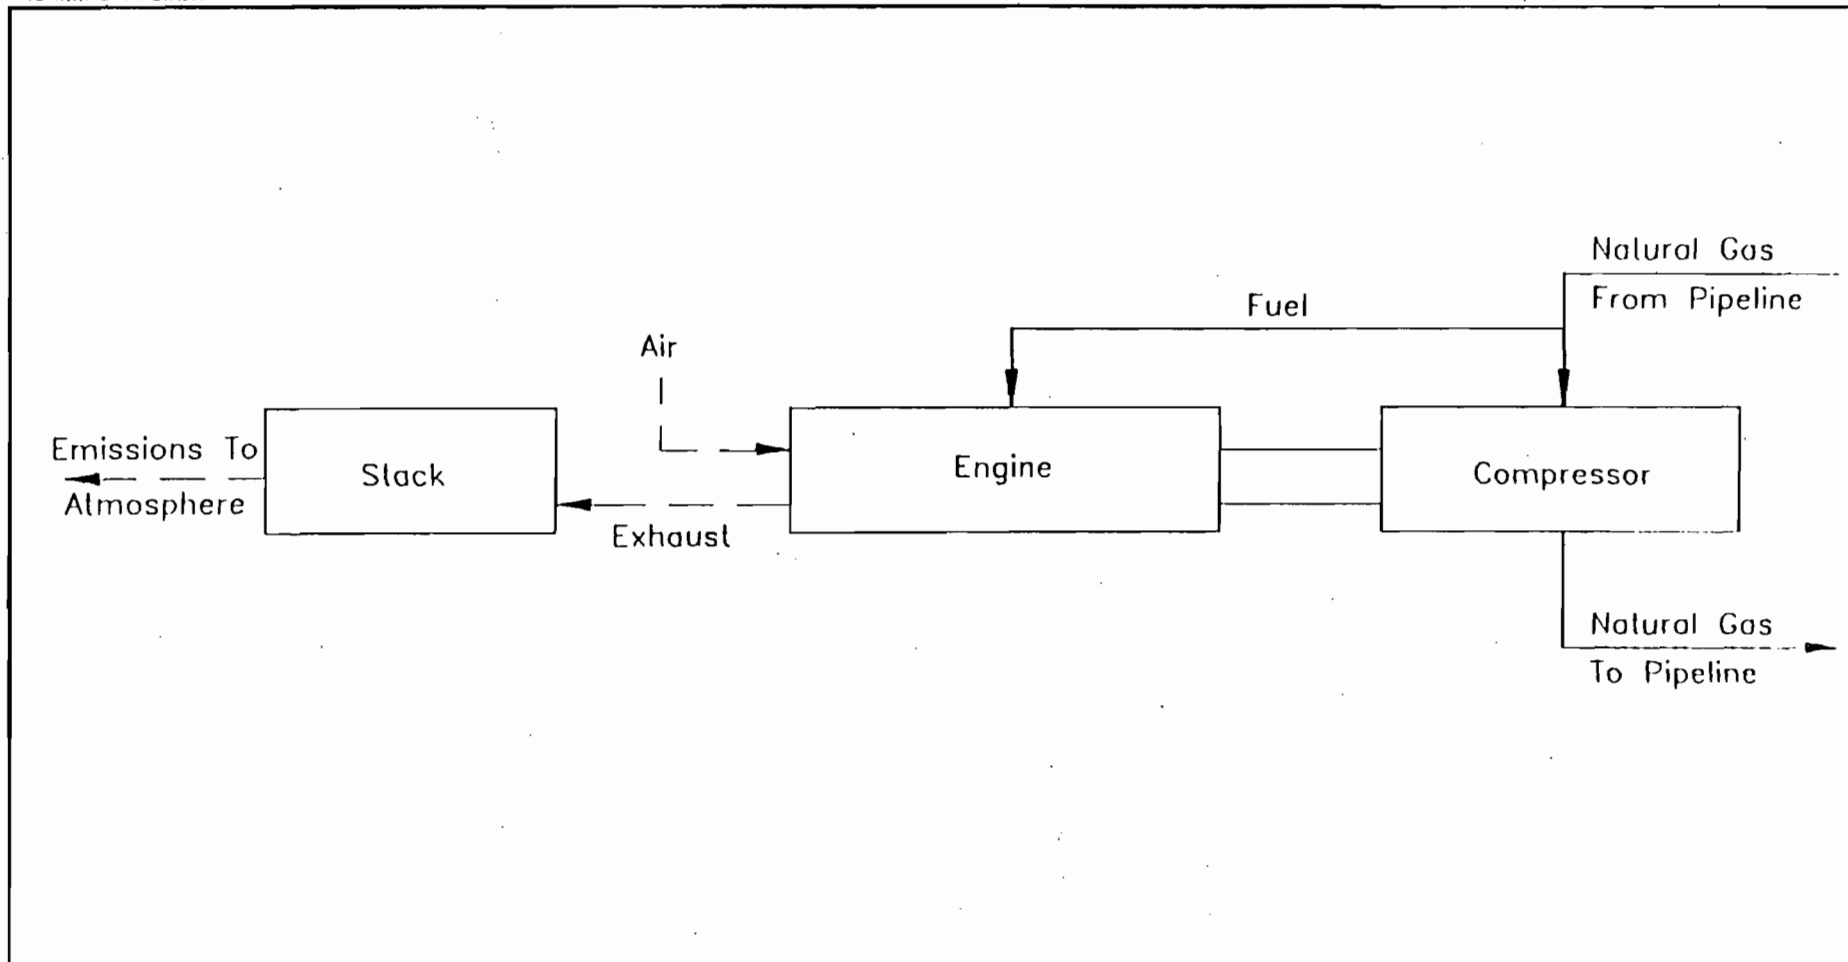 Natural Gas
From Pipeline
Fuel
Air
Emissions To
Atmosphere
Stack
Exhaust
Engine
Compressor
Natural Gas
To Pipeline